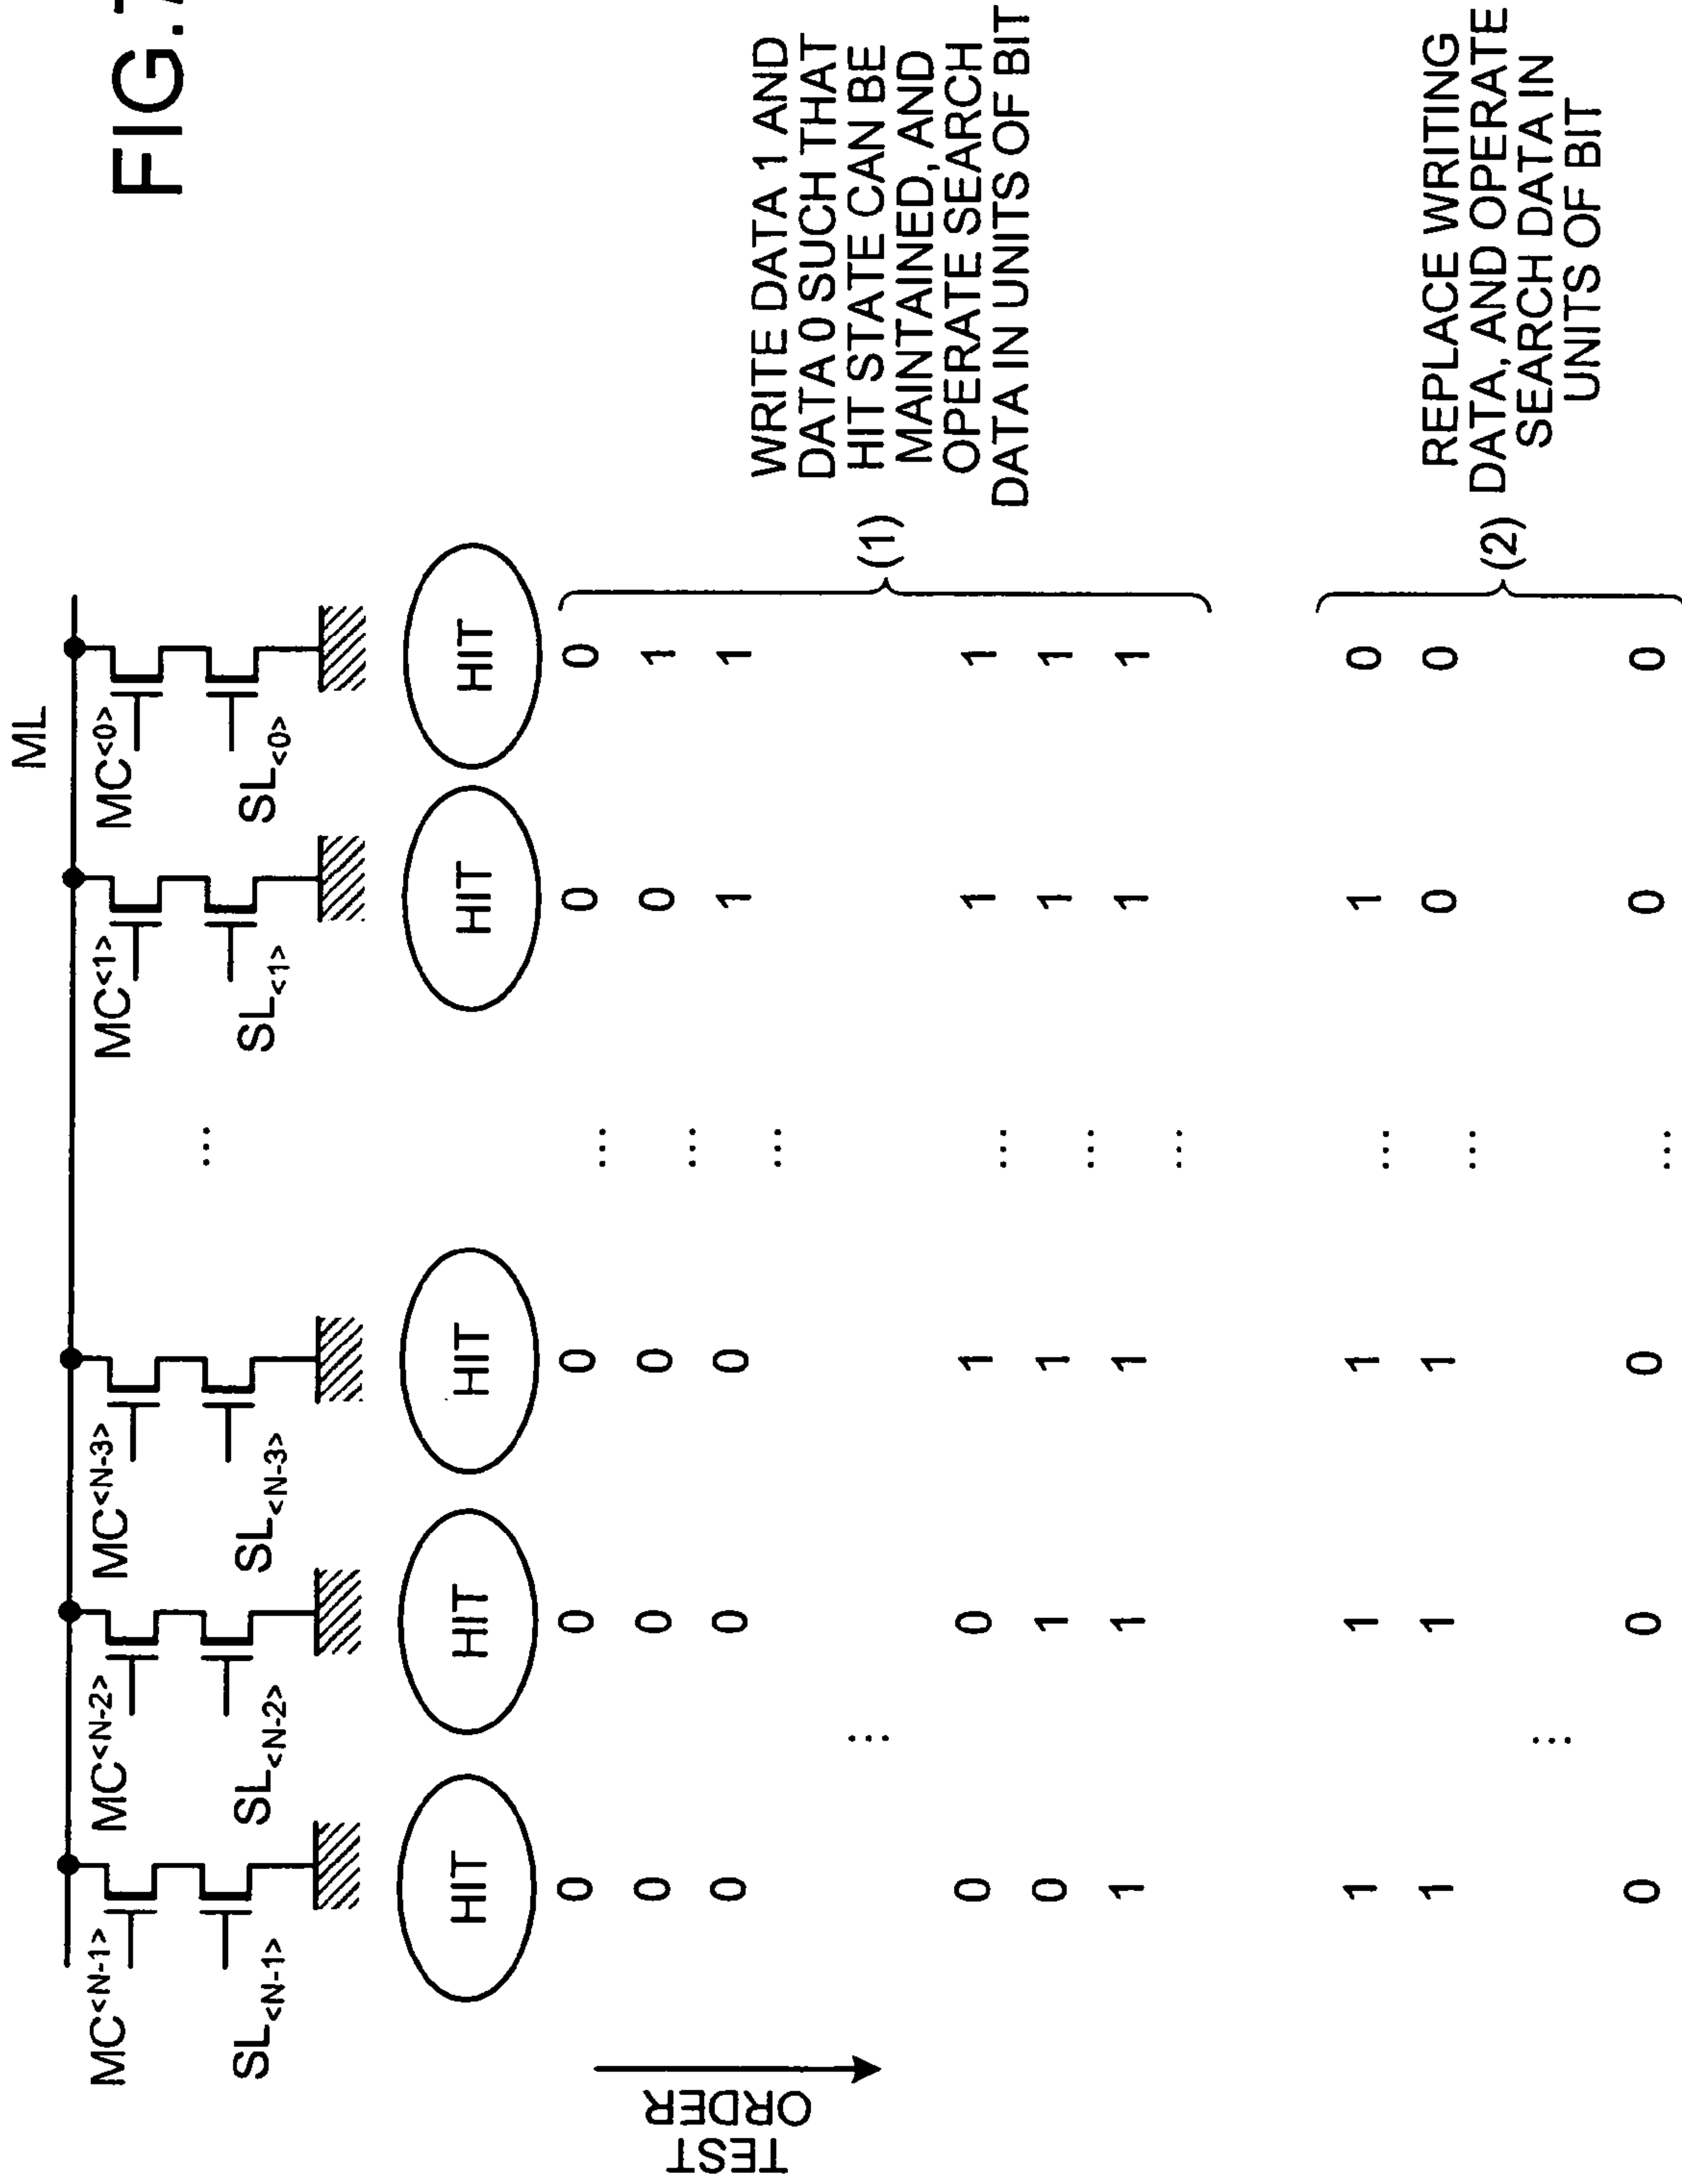 FIG.7
ML
MC<N-1> MC<N-2> MC<N-3> ... MC<1> MC<0>
SL<N-1> SL<N-2> SL<N-3> SL<1> SL<0>
HIT HIT HIT HIT HIT
TEST
ORDER
0 0 0 ... 0 0
0 0 0 ... 0 1
0 0 0 ... 1 1
...
0 0 1 ... 1 1
0 1 1 ... 1 1
1 1 1 ... 1 1
(1)
WRITE DATA 1 AND
DATA 0 SUCH THAT
HIT STATE CAN BE
MAINTAINED, AND
OPERATE SEARCH
DATA IN UNITS OF BIT
1 1 1 ... 1 0
1 1 1 ... 0 0
...
0 0 0 ... 0 0
(2)
REPLACE WRITING
DATA, AND OPERATE
SEARCH DATA IN
UNITS OF BIT